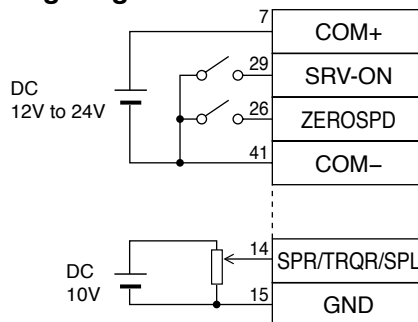 7
COM+
29
SRV-ON
DC
12V to 24V
26
ZEROSPD
41
COM−
14
SPR/TRQR/SPL
DC
10V
15
GND